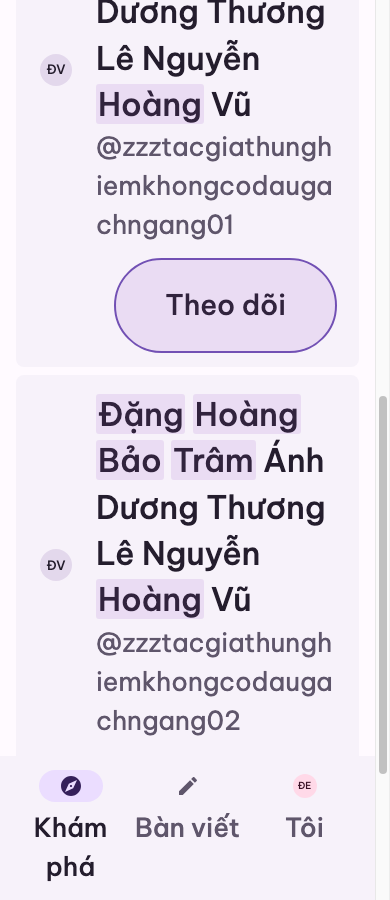 Dương Thương
Lê Nguyễn
ĐV
Hoàng Vũ
@zzztacgiathungh
iemkhongcodauga
chngang01
Theo dõi
Đặng Hoàng
Bảo Trâm Ánh
Dương Thương
Lê Nguyễn
ĐV
Hoàng Vũ
@zzztacgiathungh
iemkhongcodauga
chngang02
ĐE
Khám phá
Bàn viết
Tôi